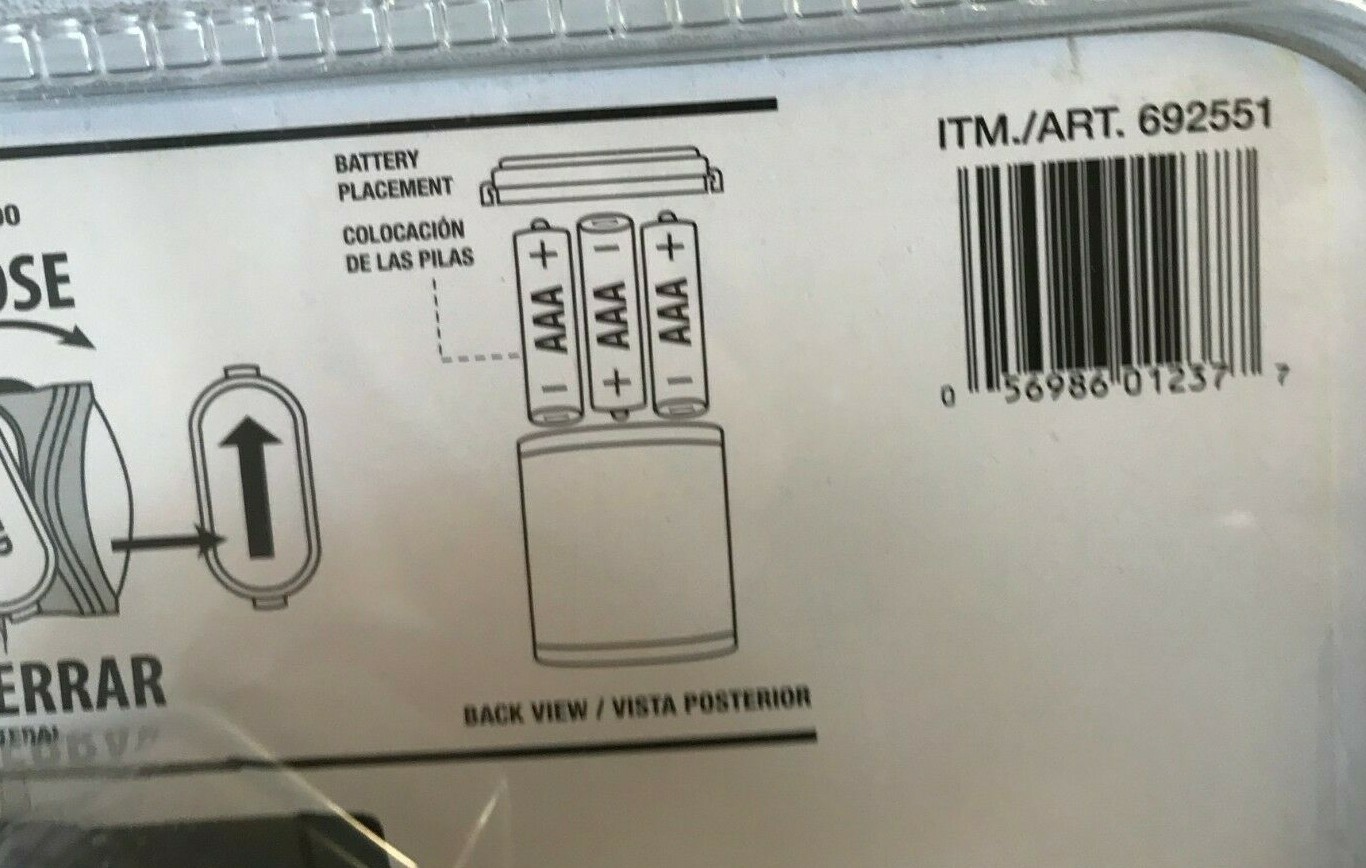 ITM./ART. 692551
BATTERY
PLACEMENT
COLOCACIÓN
DE LAS PILAS
OSE
+ - +
AAA AAA AAA
- + -
0 56986 01237 7
ERRAR
BACK VIEW / VISTA POSTERIOR